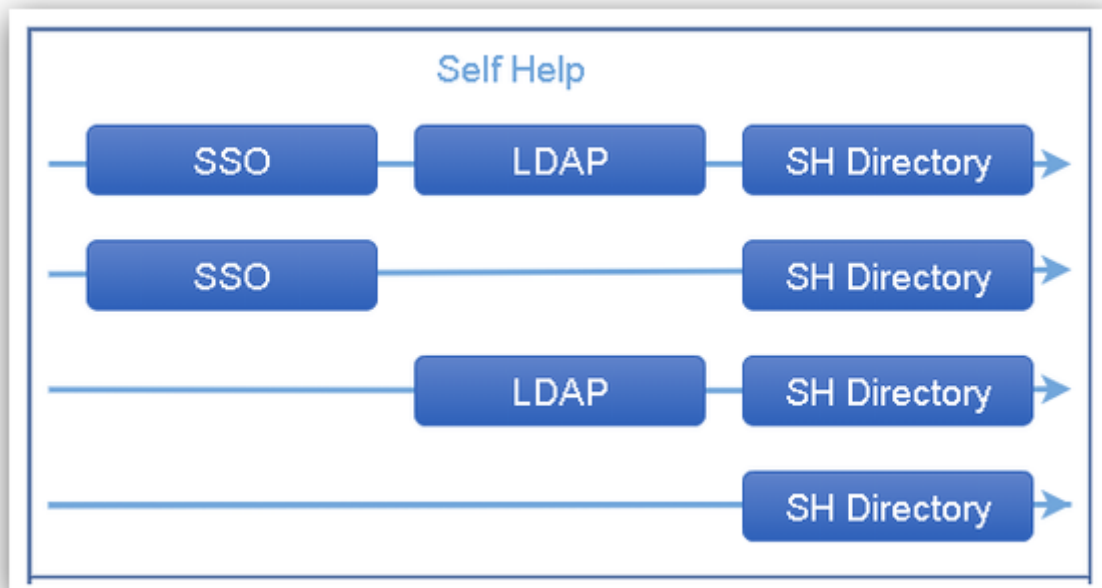 Self Help
SSO LDAP SH Directory
SSO SH Directory
LDAP SH Directory
SH Directory